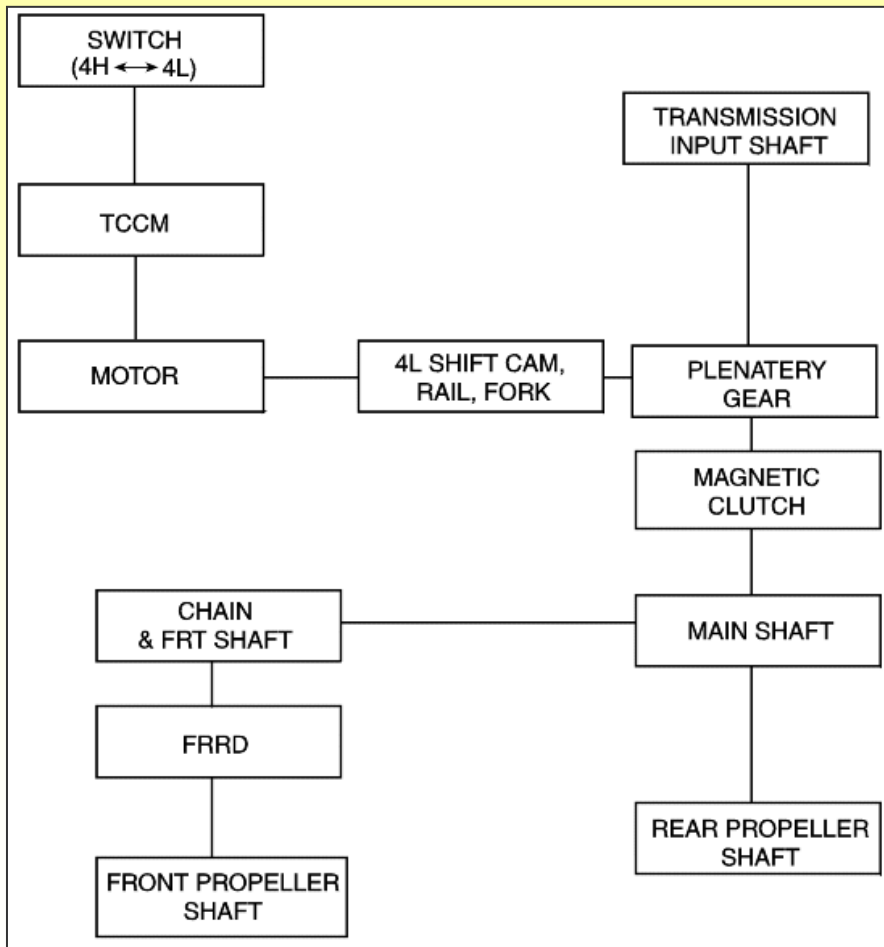 SWITCH
(4H ⟷ 4L)
TRANSMISSION
INPUT SHAFT
TCCM
MOTOR
4L SHIFT CAM,
RAIL, FORK
PLENATERY
GEAR
MAGNETIC
CLUTCH
CHAIN
& FRT SHAFT
MAIN SHAFT
FRRD
REAR PROPELLER
SHAFT
FRONT PROPELLER
SHAFT